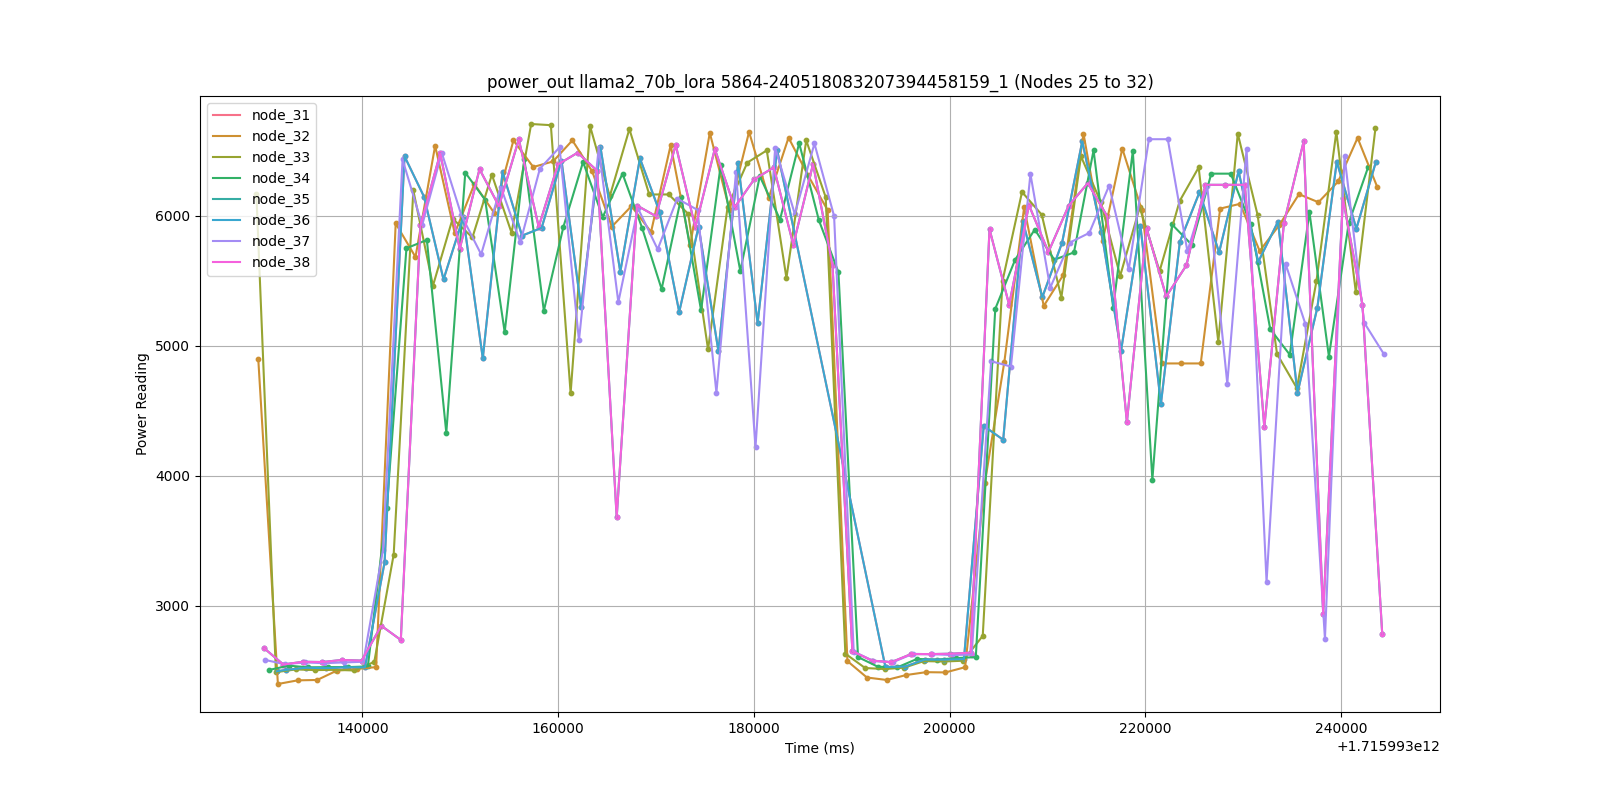 power_out llama2_70b_lora 5864-240518083207394458159_1 (Nodes 25 to 32)
node_31
node_32
node_33
node_34
node_35
node_36
node_37
node_38
Power Reading
6000
5000
4000
3000
140000 160000 180000 200000 220000 240000
Time (ms)
+1.715993e12